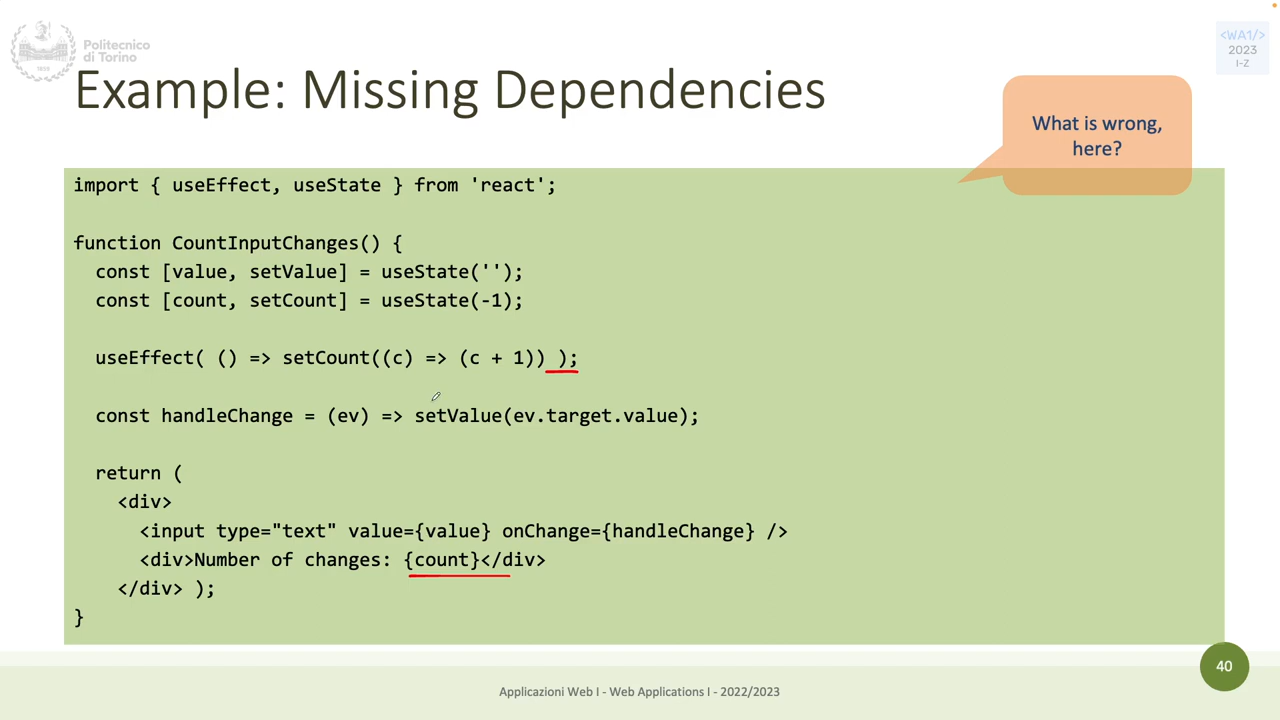 Politecnico
di Torino
1859
<WA1/>
2023
I-Z
Example: Missing Dependencies
What is wrong,
here?
import { useEffect, useState } from 'react';
function CountInputChanges() {
const [value, setValue] = useState('');
const [count, setCount] = useState(-1);
useEffect( () => setCount((c) => (c + 1)) );
const handleChange = (ev) => setValue(ev.target.value);
return (
<div>
<input type="text" value={value} onChange={handleChange} />
<div>Number of changes: {count}</div>
</div> );
}
40
Applicazioni Web I - Web Applications I - 2022/2023